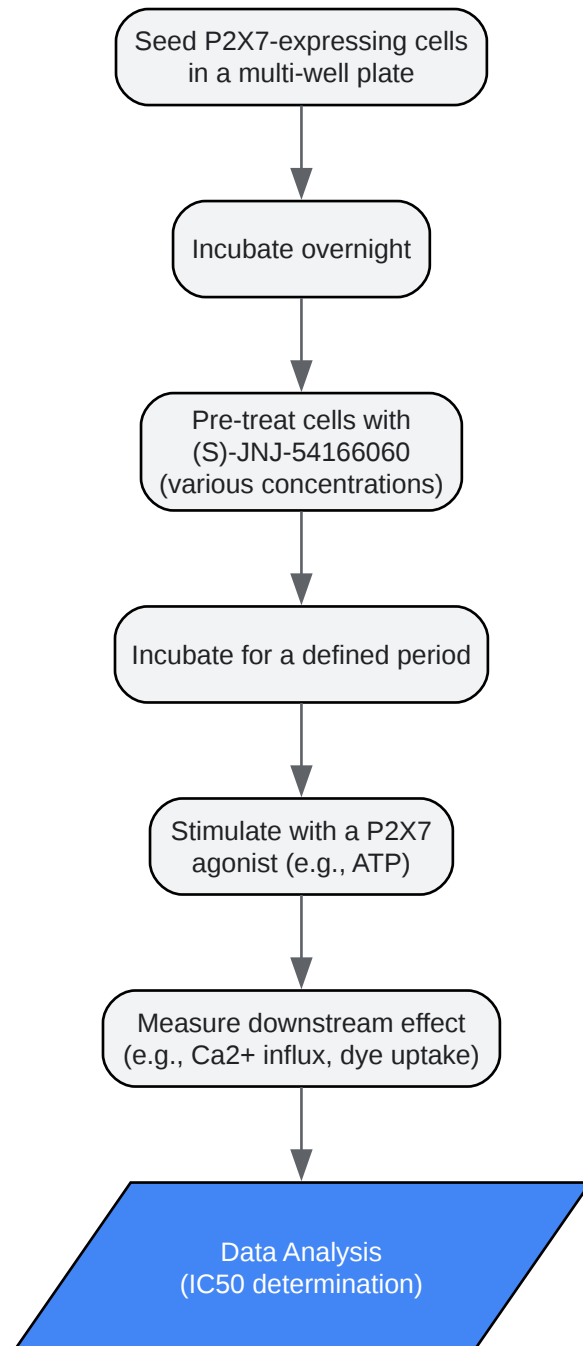 Seed P2X7-expressing cells
in a multi-well plate
Incubate overnight
Pre-treat cells with
(S)-JNJ-54166060
(various concentrations)
Incubate for a defined period
Stimulate with a P2X7
agonist (e.g., ATP)
Measure downstream effect
(e.g., Ca2+ influx, dye uptake)
Data Analysis
(IC50 determination)